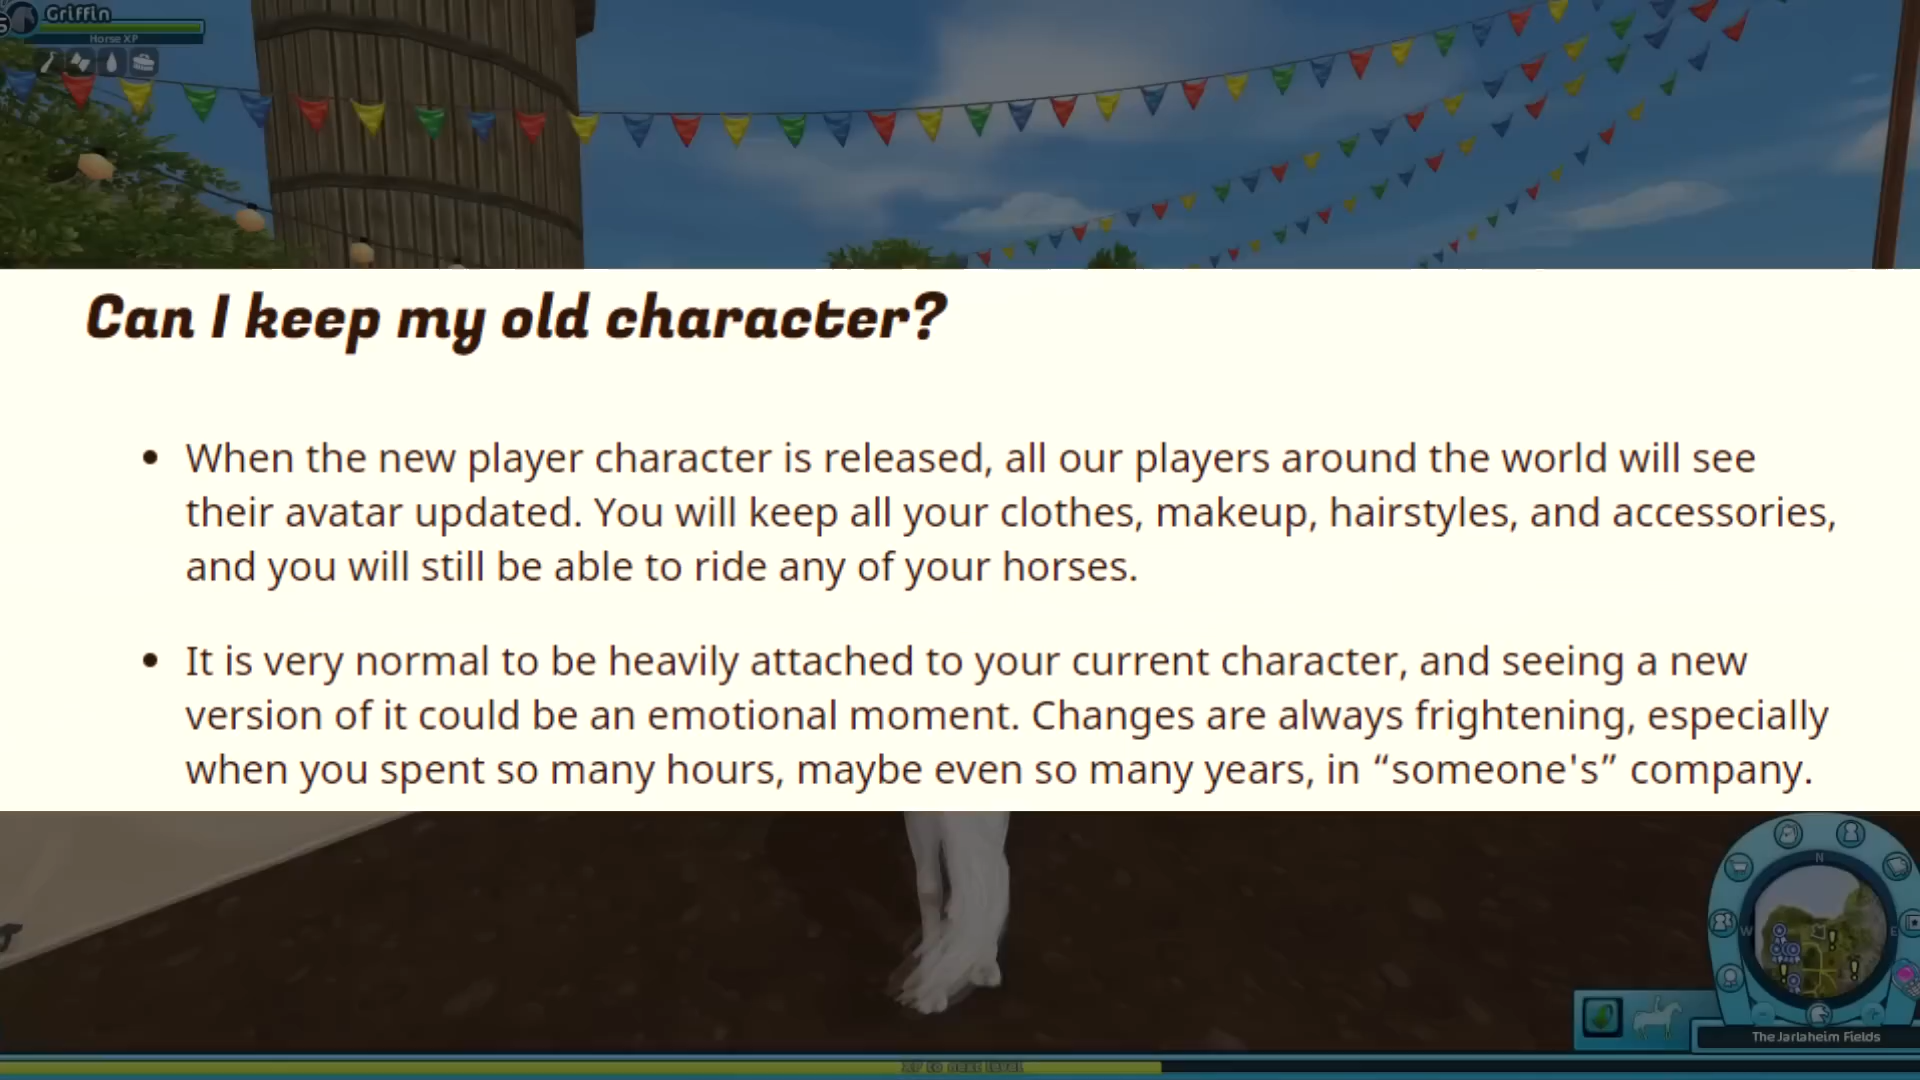 Griffin
Horse XP
Can I keep my old character?
• When the new player character is released, all our players around the world will see
their avatar updated. You will keep all your clothes, makeup, hairstyles, and accessories,
and you will still be able to ride any of your horses.
• It is very normal to be heavily attached to your current character, and seeing a new
version of it could be an emotional moment. Changes are always frightening, especially
when you spent so many hours, maybe even so many years, in “someone's” company.
N
W
E
The Jarlaheim Fields
XP to next level